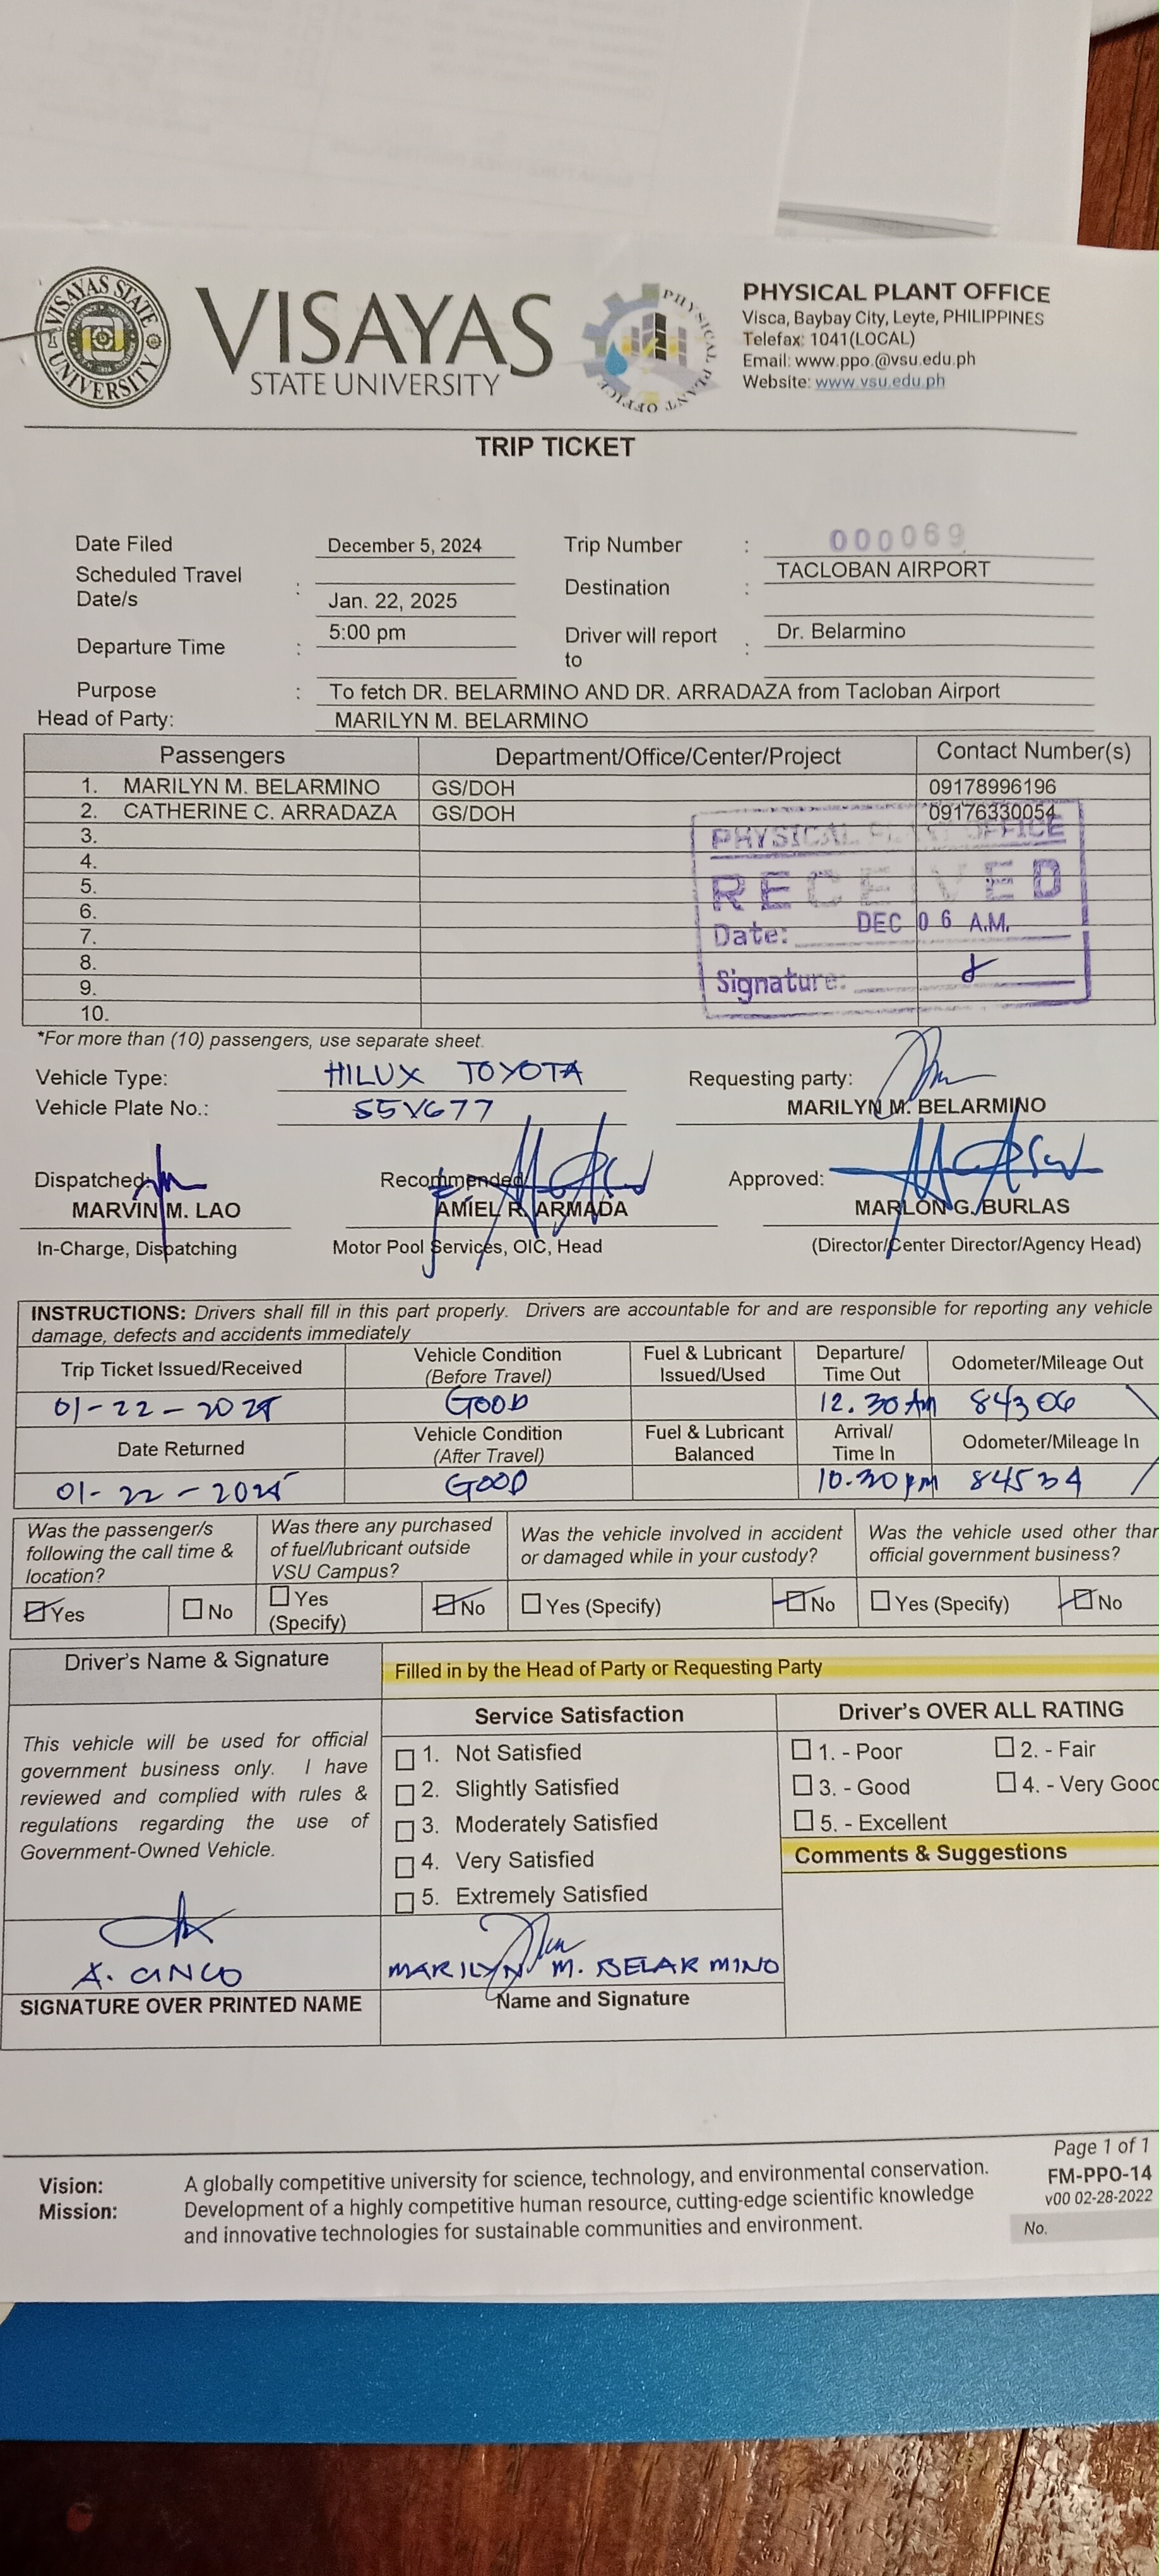 VISAYAS STATE UNIVERSITY
VISAYAS
STATE UNIVERSITY
PHYSICAL PLANT OFFICE
PHYSICAL PLANT OFFICE
Visca, Baybay City, Leyte, PHILIPPINES
Telefax: 1041(LOCAL)
Email: www.ppo.@vsu.edu.ph
Website: www.vsu.edu.ph
TRIP TICKET
Date Filed December 5, 2024 Trip Number : 000069
Scheduled Travel Date/s : Jan. 22, 2025 Destination : TACLOBAN AIRPORT
Departure Time : 5:00 pm Driver will report to : Dr. Belarmino
Purpose : To fetch DR. BELARMINO AND DR. ARRADAZA from Tacloban Airport
Head of Party: MARILYN M. BELARMINO
Passengers Department/Office/Center/Project Contact Number(s)
1. MARILYN M. BELARMINO GS/DOH 09178996196
2. CATHERINE C. ARRADAZA GS/DOH 09176330054
3.
4.
5.
6.
7.
8.
9.
10.
PHYSICAL PLANT OFFICE
RECEIVED
Date: DEC 06 A.M.
Signature:
*For more than (10) passengers, use separate sheet.
Vehicle Type: HILUX TOYOTA Requesting party:
Vehicle Plate No.: S5V677 MARILYN M. BELARMINO
Dispatched: Recommended Approved:
MARVIN M. LAO AMIEL R. ARMADA MARLON G. BURLAS
In-Charge, Dispatching Motor Pool Services, OIC, Head (Director/Center Director/Agency Head)
INSTRUCTIONS: Drivers shall fill in this part properly. Drivers are accountable for and are responsible for reporting any vehicle
damage, defects and accidents immediately
Trip Ticket Issued/Received Vehicle Condition (Before Travel) Fuel & Lubricant Issued/Used Departure/ Time Out Odometer/Mileage Out
01-22-2025 GOOD 12.30 AM 84306
Date Returned Vehicle Condition (After Travel) Fuel & Lubricant Balanced Arrival/ Time In Odometer/Mileage In
01-22-2025 GOOD 10.30 pm 84534
Was the passenger/s following the call time & location? Was there any purchased of fuel/lubricant outside VSU Campus? Was the vehicle involved in accident or damaged while in your custody? Was the vehicle used other than official government business?
Yes No Yes (Specify) No Yes (Specify) No Yes (Specify) No
Driver's Name & Signature Filled in by the Head of Party or Requesting Party
Service Satisfaction Driver's OVER ALL RATING
This vehicle will be used for official
government business only. I have
reviewed and complied with rules &
regulations regarding the use of
Government-Owned Vehicle.
1. Not Satisfied
2. Slightly Satisfied
3. Moderately Satisfied
4. Very Satisfied
5. Extremely Satisfied
1. - Poor 2. - Fair
3. - Good 4. - Very Good
5. - Excellent
Comments & Suggestions
A. CINCO MARILYN M. BELARMINO
SIGNATURE OVER PRINTED NAME Name and Signature
Page 1 of 1
Vision: A globally competitive university for science, technology, and environmental conservation.
Mission: Development of a highly competitive human resource, cutting-edge scientific knowledge
and innovative technologies for sustainable communities and environment.
FM-PPO-14
v00 02-28-2022
No.